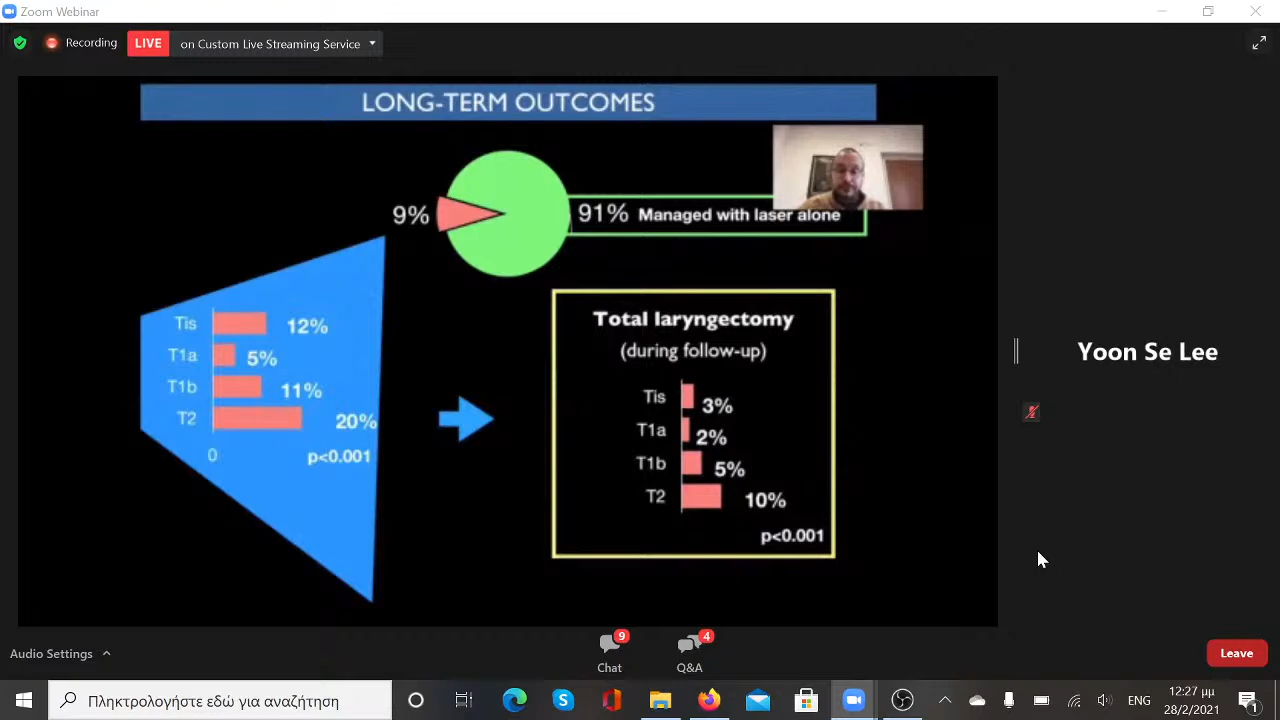 Zoom Webinar
Recording
LIVE
on Custom Live Streaming Service
LONG-TERM OUTCOMES
9%
91% Managed with laser alone
Tis 12%
T1a 5%
T1b 11%
T2 20%
0
p<0.001
Total laryngectomy
(during follow-up)
Tis 3%
T1a 2%
T1b 5%
T2 10%
p<0.001
Yoon Se Lee
Audio Settings
9
Chat
4
Q&A
Leave
Πληκτρολογήστε εδώ για αναζήτηση
ENG
12:27 μμ
28/2/2021
1